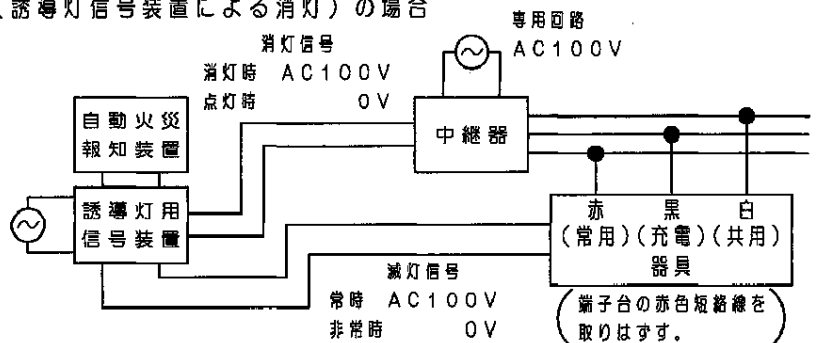 誘導灯信号装置による消灯）の場合
専用回路
AC100V
消灯信号
消灯時 AC100V
点灯時 0V
自動火災
報知装置
中継器
誘導灯用
信号装置
赤 黒 白
(常用)(充電)(共用)
器具
滅灯信号
常時 AC100V
非常時 0V
(端子台の赤色短絡線を
取りはずす。)